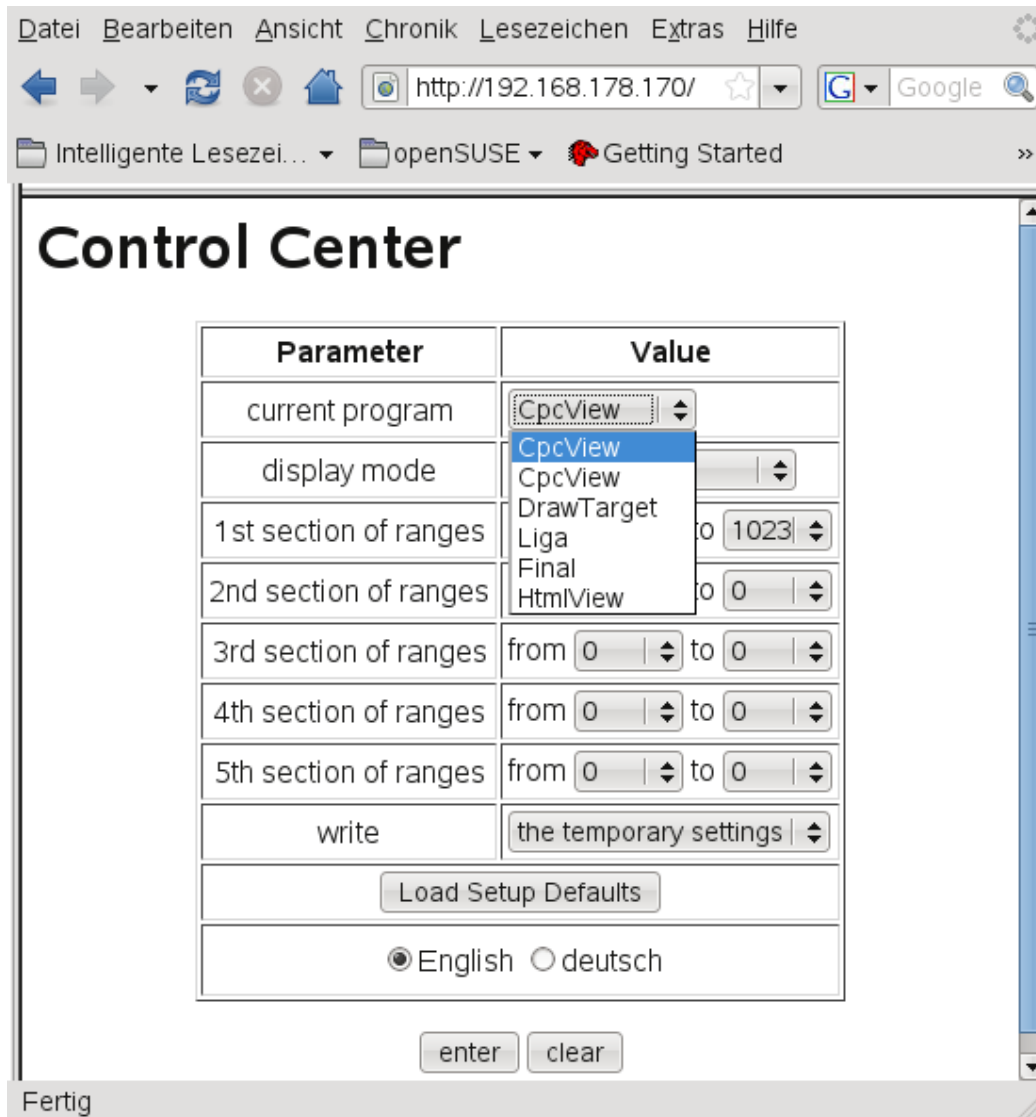 Datei Bearbeiten Ansicht Chronik Lesezeichen Extras Hilfe
http://192.168.178.170/ G Google
Intelligente Lesezei... openSUSE Getting Started »
Control Center
Parameter Value
current program CpcView
CpcView
display mode CpcView
DrawTarget
1st section of ranges Liga to 1023
Final
2nd section of ranges HtmlView to 0
3rd section of ranges from 0 to 0
4th section of ranges from 0 to 0
5th section of ranges from 0 to 0
write the temporary settings
Load Setup Defaults
English deutsch
enter clear
Fertig